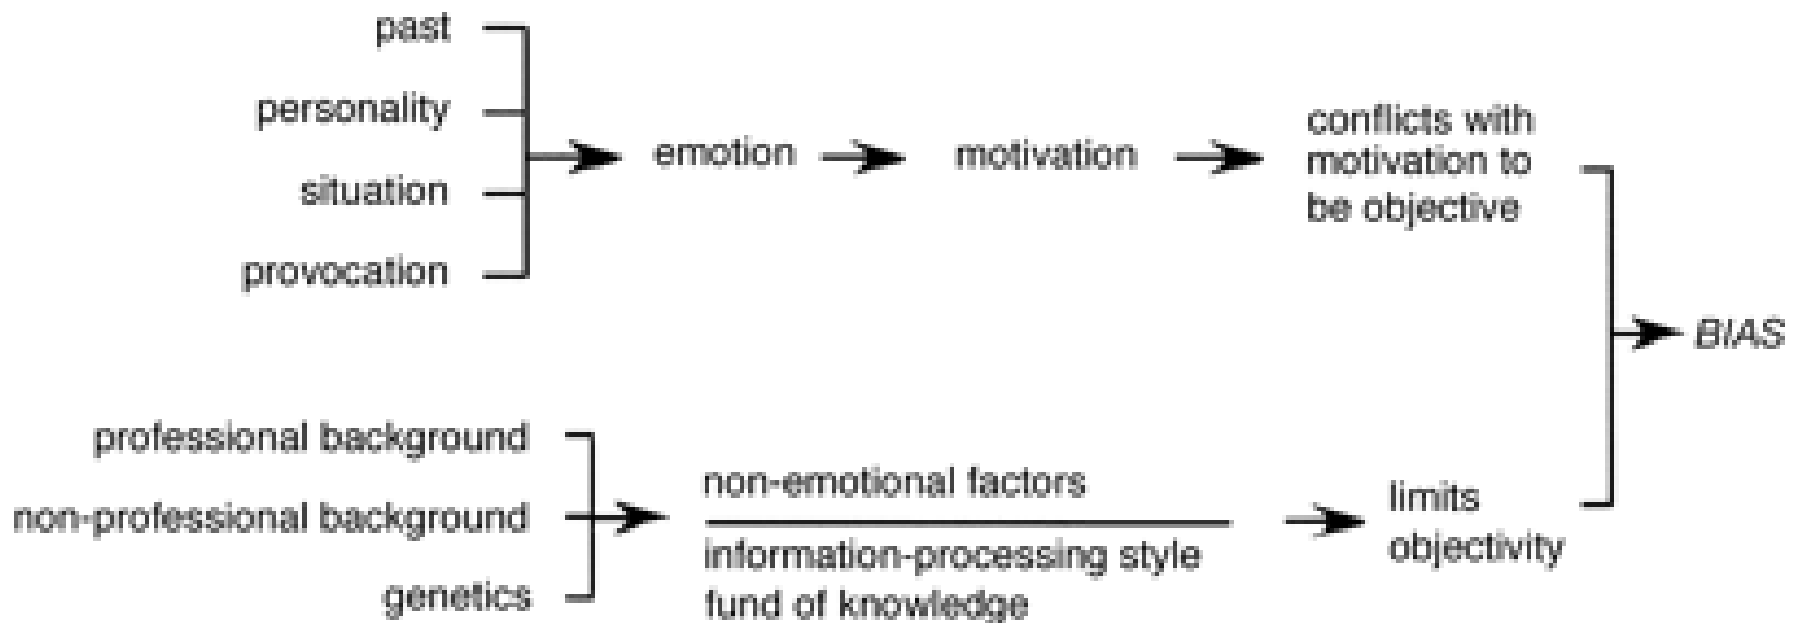 past
personality
situation
provocation
emotion
motivation
conflicts with
motivation to
be objective
BIAS
professional background
non-professional background
genetics
non-emotional factors
information-processing style
fund of knowledge
limits
objectivity